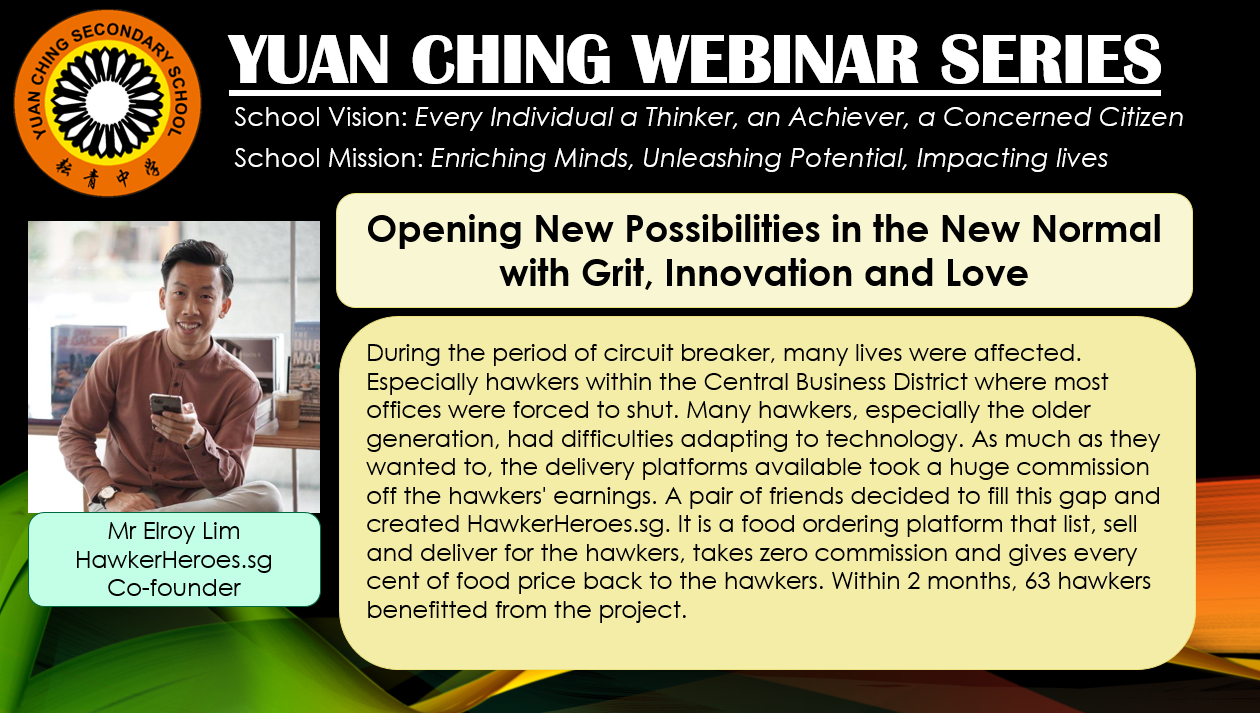 YUAN CHING SECONDARY SCHOOL
青中
YUAN CHING WEBINAR SERIES
School Vision: Every Individual a Thinker, an Achiever, a Concerned Citizen
School Mission: Enriching Minds, Unleashing Potential, Impacting lives
Opening New Possibilities in the New Normal
with Grit, Innovation and Love
During the period of circuit breaker, many lives were affected.
Especially hawkers within the Central Business District where most
offices were forced to shut. Many hawkers, especially the older
generation, had difficulties adapting to technology. As much as they
wanted to, the delivery platforms available took a huge commission
off the hawkers' earnings. A pair of friends decided to fill this gap and
created HawkerHeroes.sg. It is a food ordering platform that list, sell
and deliver for the hawkers, takes zero commission and gives every
cent of food price back to the hawkers. Within 2 months, 63 hawkers
benefitted from the project.
Mr Elroy Lim
HawkerHeroes.sg
Co-founder